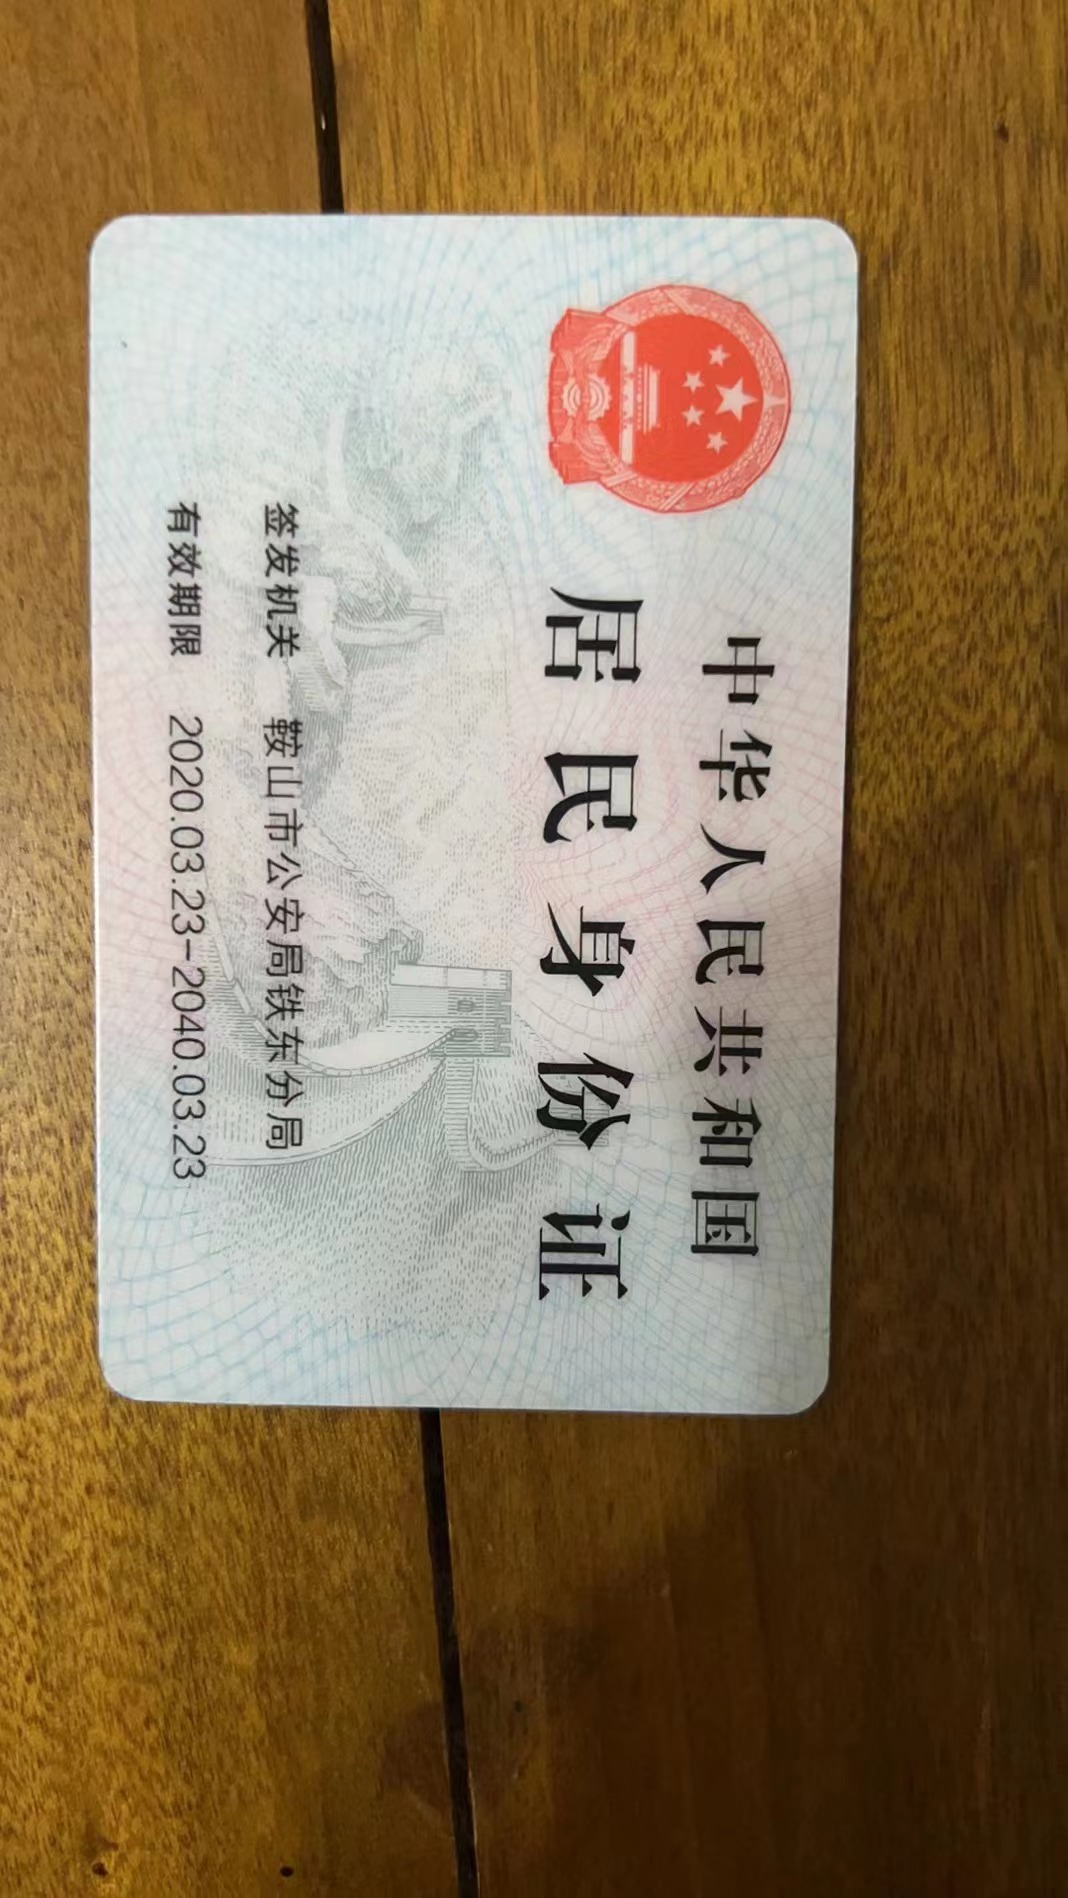 中华人民共和国
居民身份证
签发机关 鞍山市公安局铁东分局
有效期限 2020.03.23-2040.03.23